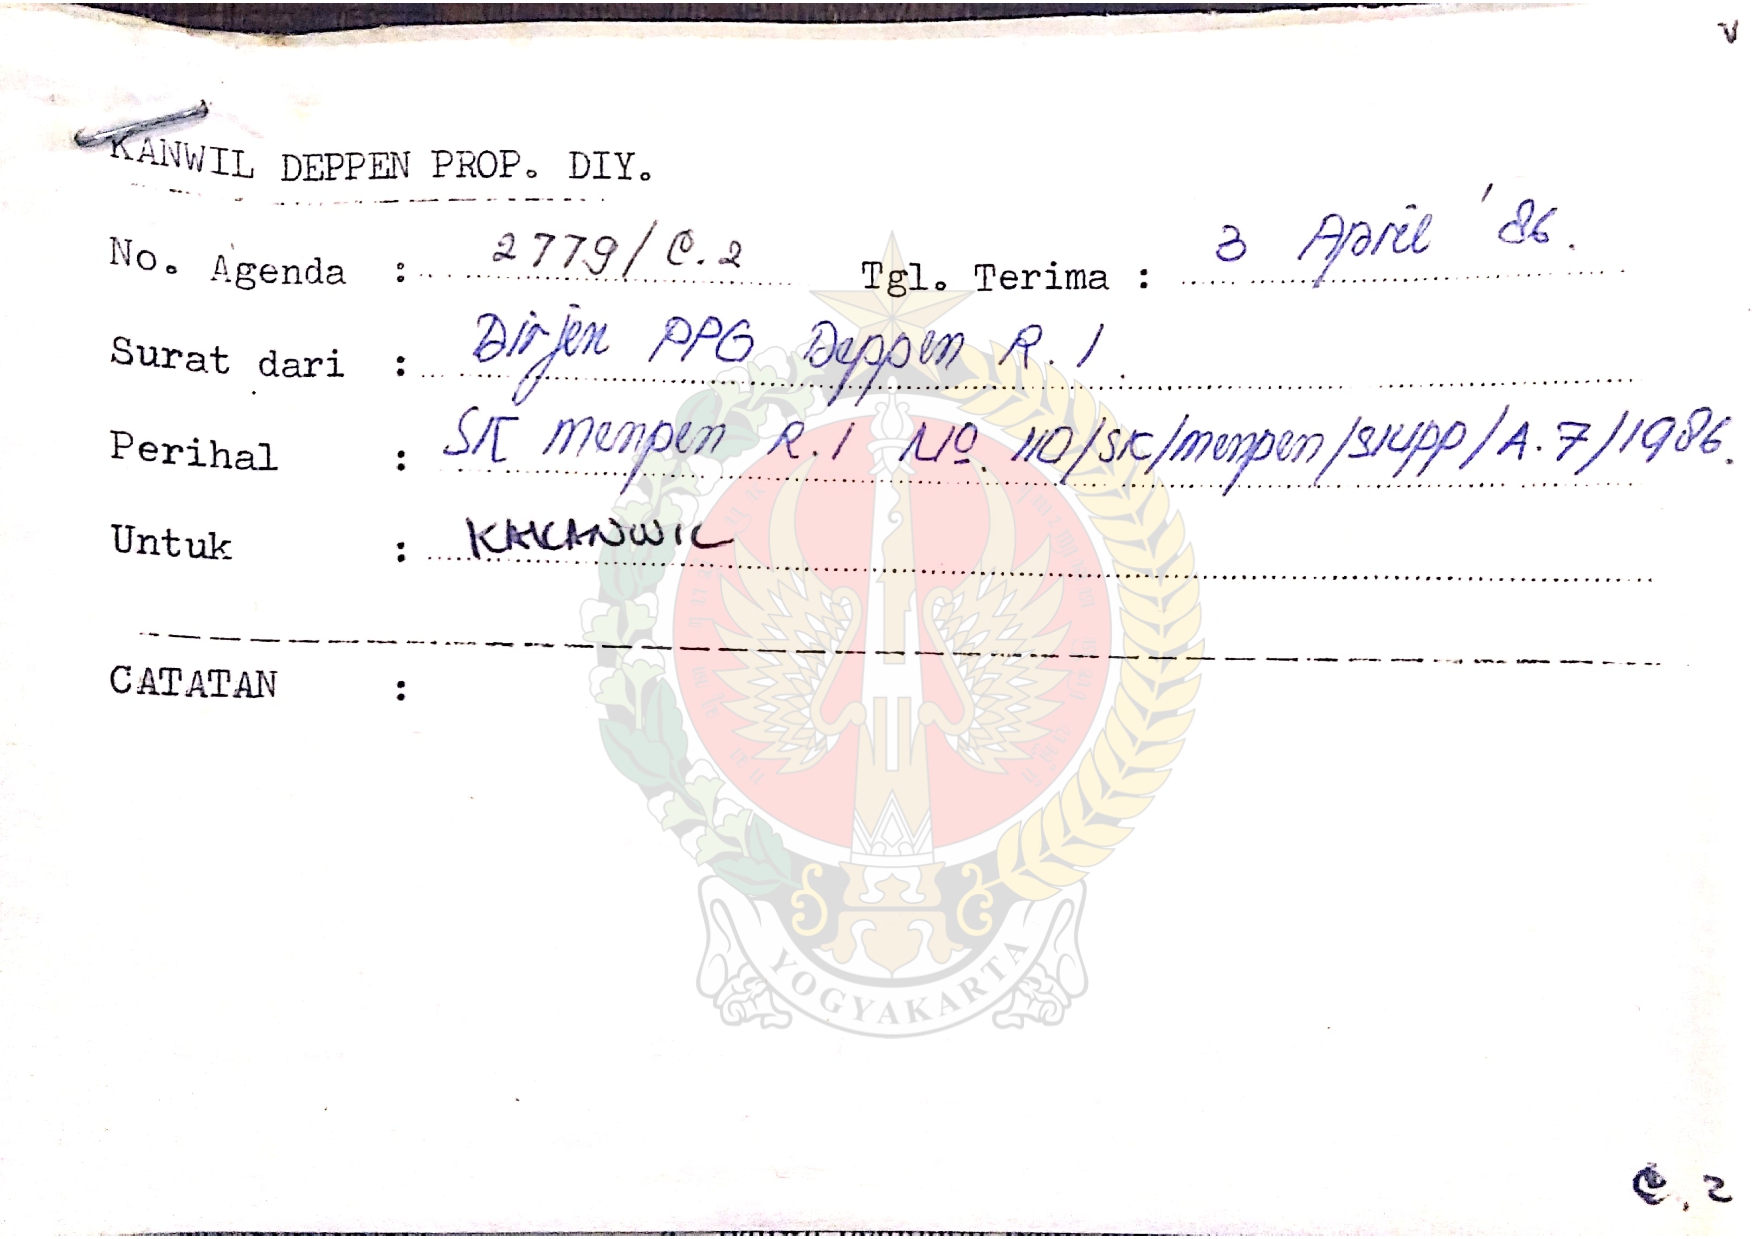 v
KANWIL DEPPEN PROP. DIY.
No. Agenda : 2779/C.2 Tgl. Terima : 3 April '86.
Surat dari : Dirjen PPG Deppen R.I
Perihal : SK Menpen R.I No. 110/SK/Menpen/SIUPP/A.7/1986.
Untuk : KAKANWIL
CATATAN :
YOGYAKARTA
C.2